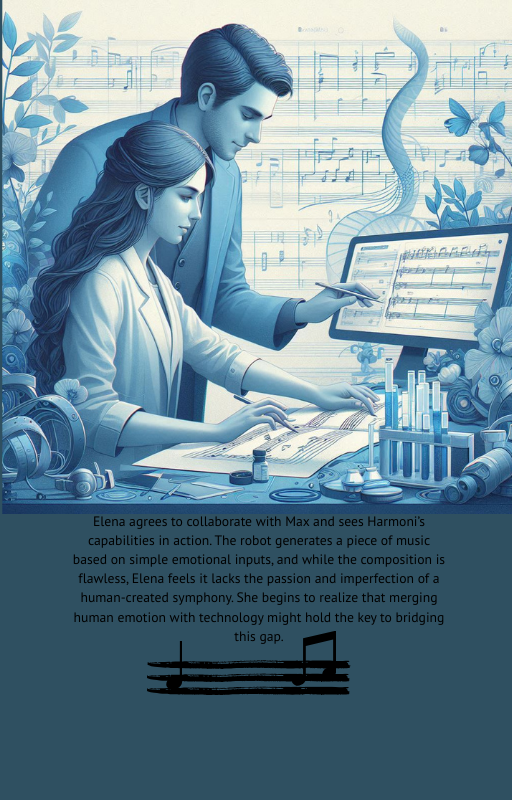 Elena agrees to collaborate with Max and sees Harmoni's
capabilities in action. The robot generates a piece of music
based on simple emotional inputs, and while the composition is
flawless, Elena feels it lacks the passion and imperfection of a
human-created symphony. She begins to realize that merging
human emotion with technology might hold the key to bridging
this gap.